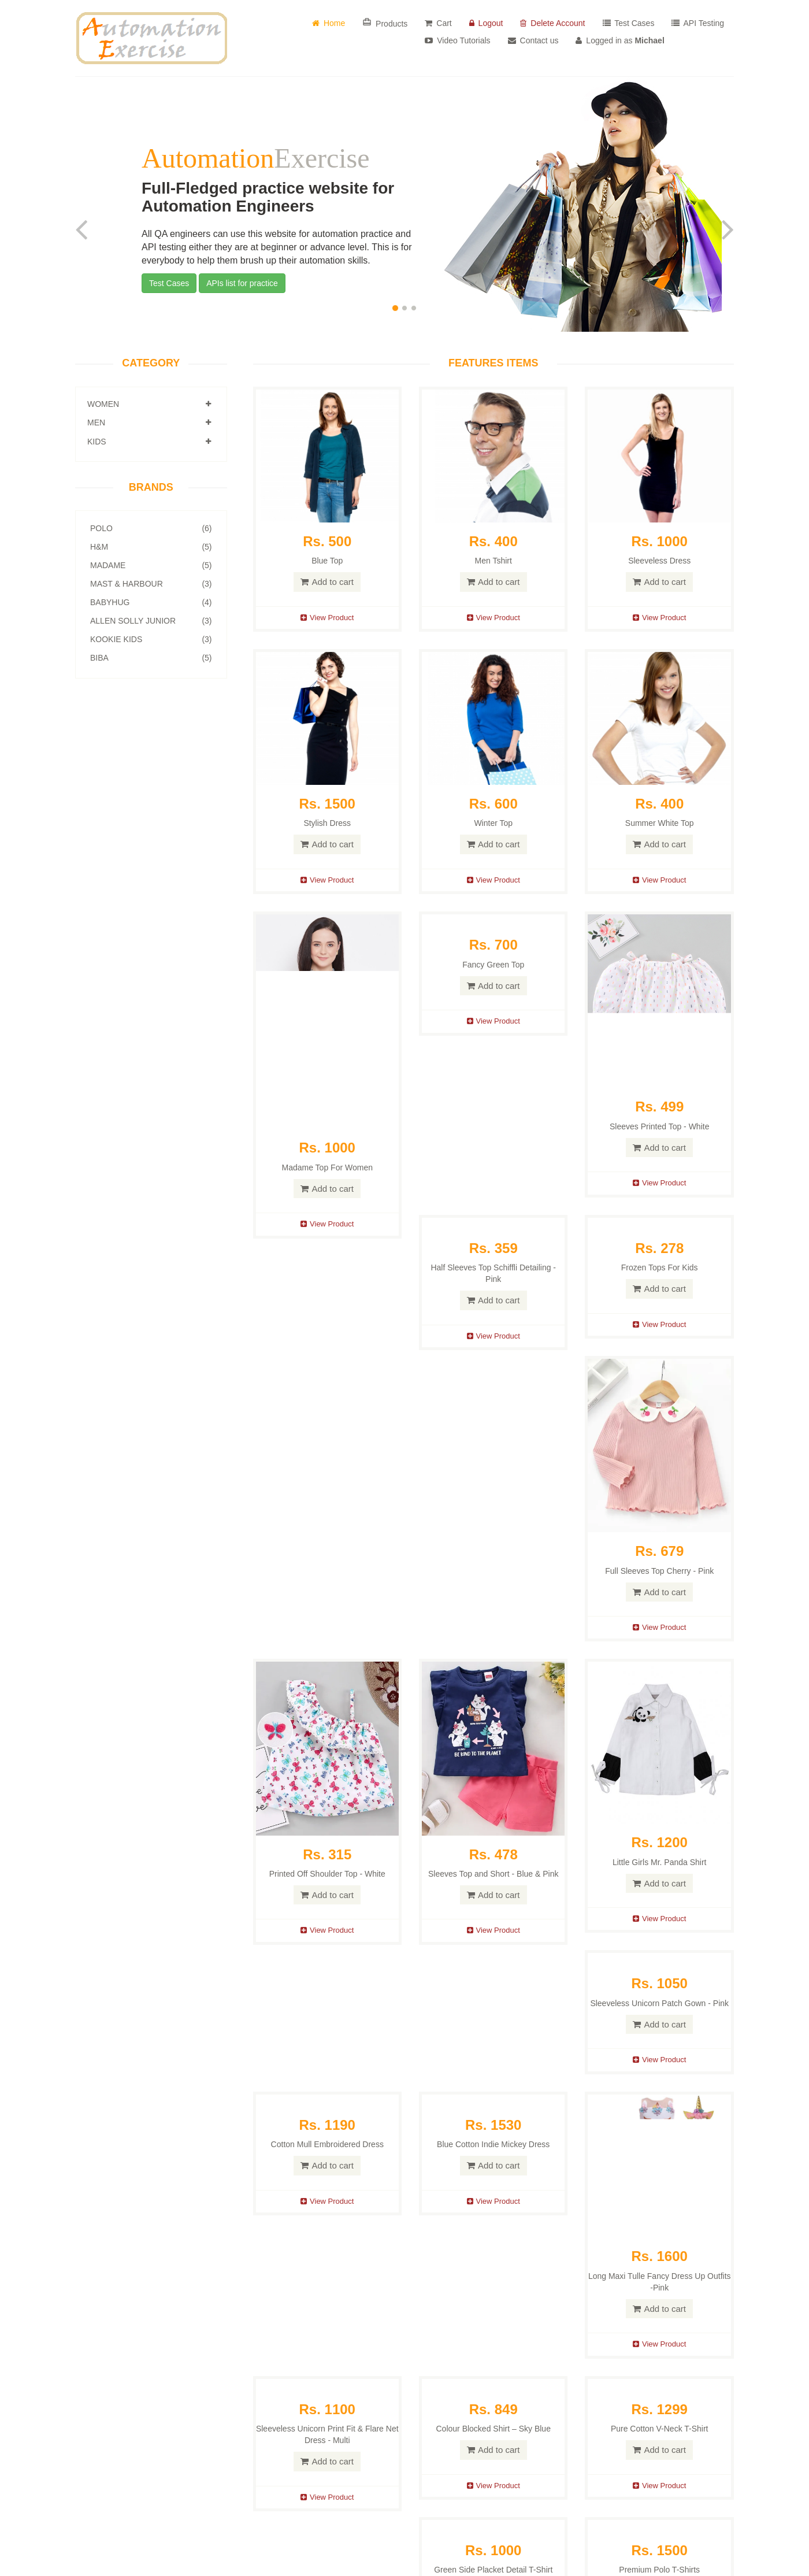 Automation
Exercise
Home
Products
Cart
Logout
Delete Account
Test Cases
API Testing
Video Tutorials
Contact us
Logged in as Michael
AutomationExercise
Full-Fledged practice website for
Automation Engineers
All QA engineers can use this website for automation practice and
API testing either they are at beginner or advance level. This is for
everybody to help them brush up their automation skills.
Test Cases
APIs list for practice
CATEGORY
WOMEN
MEN
KIDS
BRANDS
POLO (6)
H&M (5)
MADAME (5)
MAST & HARBOUR (3)
BABYHUG (4)
ALLEN SOLLY JUNIOR (3)
KOOKIE KIDS (3)
BIBA (5)
FEATURES ITEMS
Rs. 500
Blue Top
Add to cart
View Product
Rs. 400
Men Tshirt
Add to cart
View Product
Rs. 1000
Sleeveless Dress
Add to cart
View Product
Rs. 1500
Stylish Dress
Add to cart
View Product
Rs. 600
Winter Top
Add to cart
View Product
Rs. 400
Summer White Top
Add to cart
View Product
Rs. 1000
Madame Top For Women
Add to cart
View Product
Rs. 700
Fancy Green Top
Add to cart
View Product
Rs. 499
Sleeves Printed Top - White
Add to cart
View Product
Rs. 359
Half Sleeves Top Schiffli Detailing -
Pink
Add to cart
View Product
Rs. 278
Frozen Tops For Kids
Add to cart
View Product
Rs. 679
Full Sleeves Top Cherry - Pink
Add to cart
View Product
Rs. 315
Printed Off Shoulder Top - White
Add to cart
View Product
BE KIND TO THE PLANET
Rs. 478
Sleeves Top and Short - Blue & Pink
Add to cart
View Product
Rs. 1200
Little Girls Mr. Panda Shirt
Add to cart
View Product
Rs. 1050
Sleeveless Unicorn Patch Gown - Pink
Add to cart
View Product
Rs. 1190
Cotton Mull Embroidered Dress
Add to cart
View Product
Rs. 1530
Blue Cotton Indie Mickey Dress
Add to cart
View Product
Rs. 1600
Long Maxi Tulle Fancy Dress Up Outfits
-Pink
Add to cart
View Product
Rs. 1100
Sleeveless Unicorn Print Fit & Flare Net
Dress - Multi
Add to cart
View Product
Rs. 849
Colour Blocked Shirt – Sky Blue
Add to cart
View Product
Rs. 1299
Pure Cotton V-Neck T-Shirt
Add to cart
View Product
Rs. 1000
Green Side Placket Detail T-Shirt
Rs. 1500
Premium Polo T-Shirts